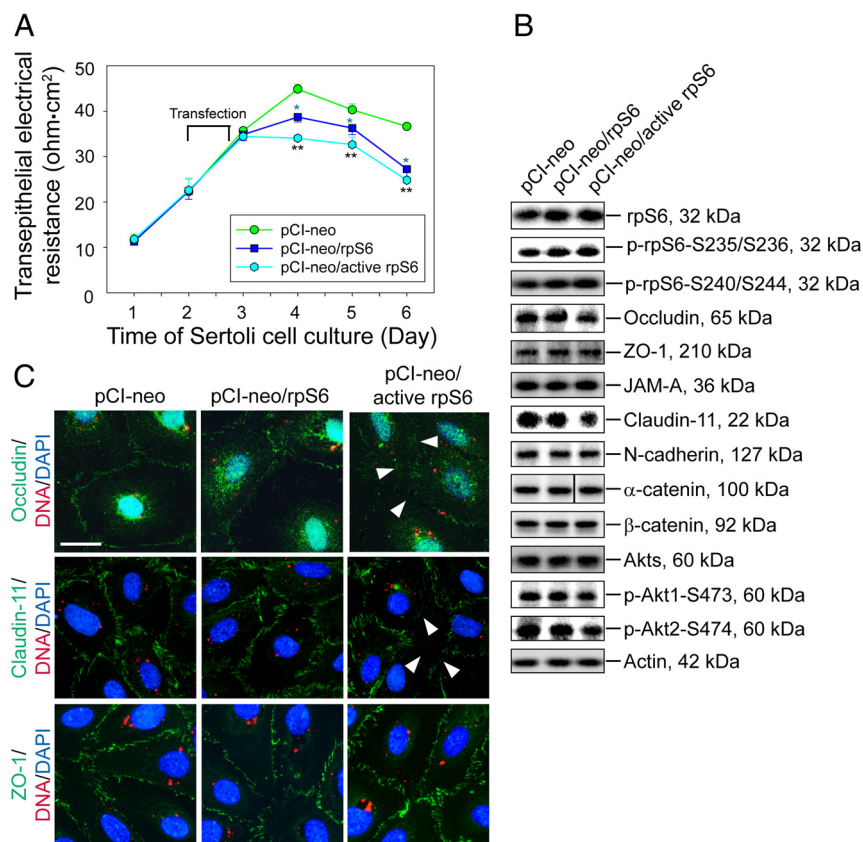 A
Transepithelial electrical
resistance (ohm·cm²)
50
40
30
20
10
0
Transfection
*
*
*
**
**
**
pCI-neo
pCI-neo/rpS6
pCI-neo/active rpS6
1 2 3 4 5 6
Time of Sertoli cell culture (Day)
B
pCI-neo
pCI-neo/rpS6
pCI-neo/active rpS6
rpS6, 32 kDa
p-rpS6-S235/S236, 32 kDa
p-rpS6-S240/S244, 32 kDa
Occludin, 65 kDa
ZO-1, 210 kDa
JAM-A, 36 kDa
Claudin-11, 22 kDa
N-cadherin, 127 kDa
α-catenin, 100 kDa
β-catenin, 92 kDa
Akts, 60 kDa
p-Akt1-S473, 60 kDa
p-Akt2-S474, 60 kDa
Actin, 42 kDa
C
pCI-neo
pCI-neo/rpS6
pCI-neo/
active rpS6
Occludin/
DNA/DAPI
Claudin-11/
DNA/DAPI
ZO-1/
DNA/DAPI